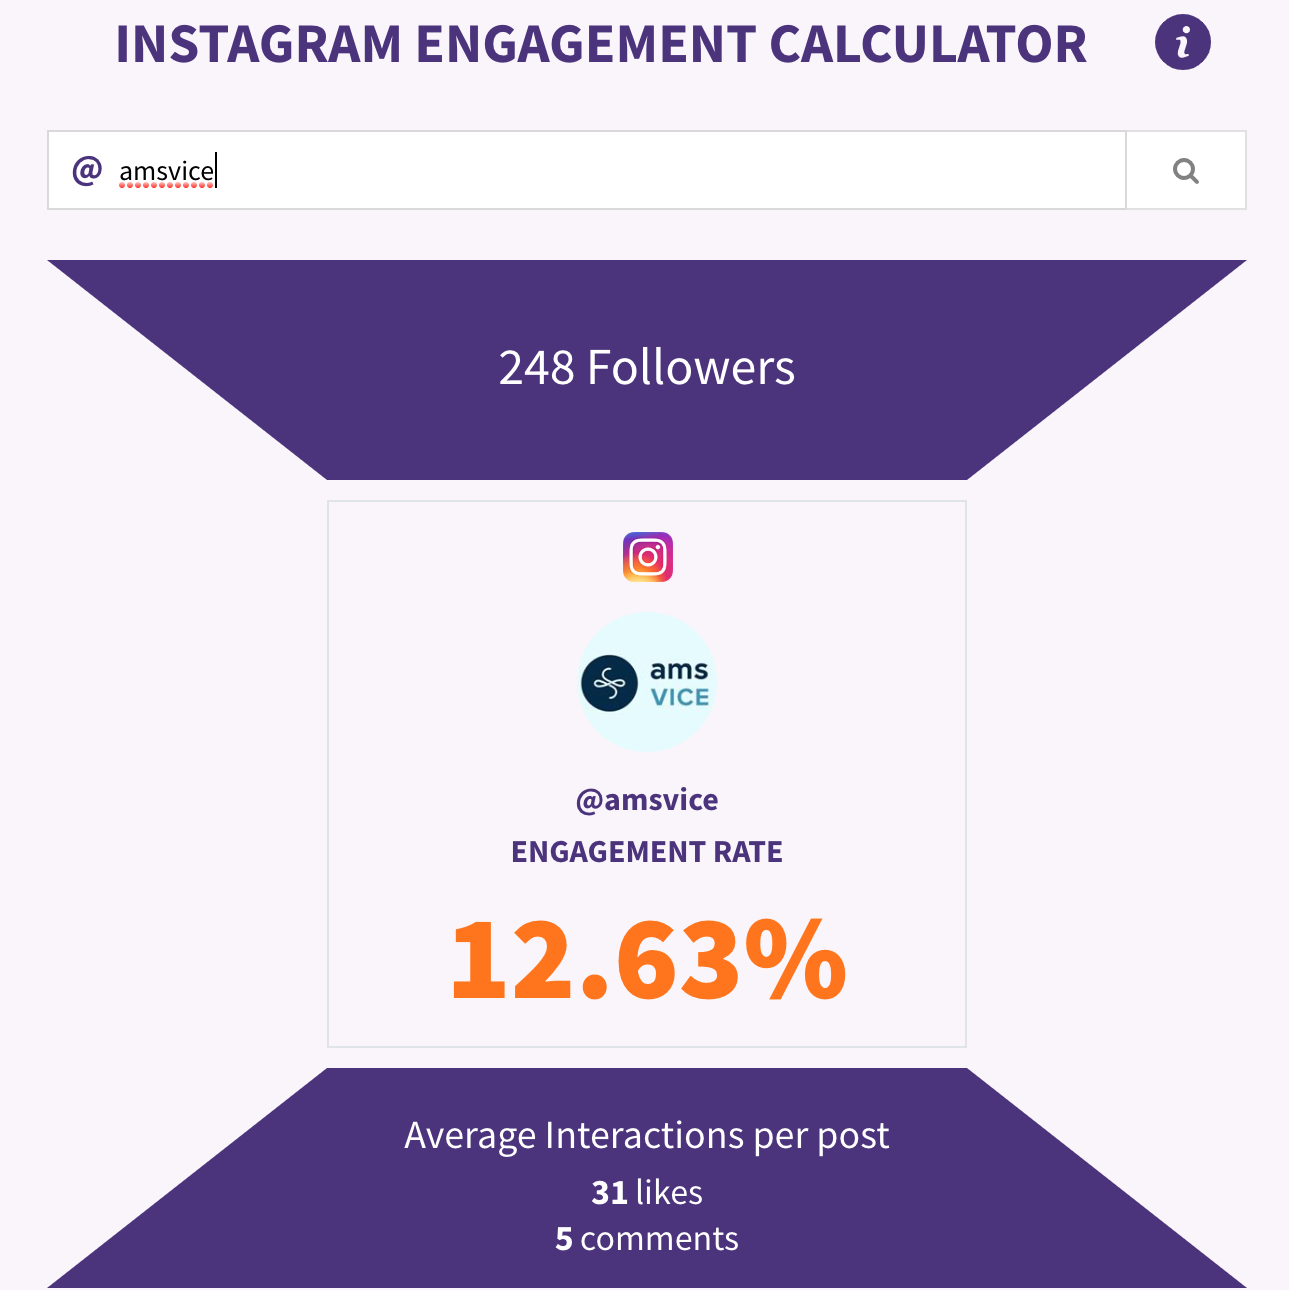 INSTAGRAM ENGAGEMENT CALCULATOR i
@ amsvice
248 Followers
ams
VICE
@amsvice
ENGAGEMENT RATE
12.63%
Average Interactions per post
31 likes
5 comments